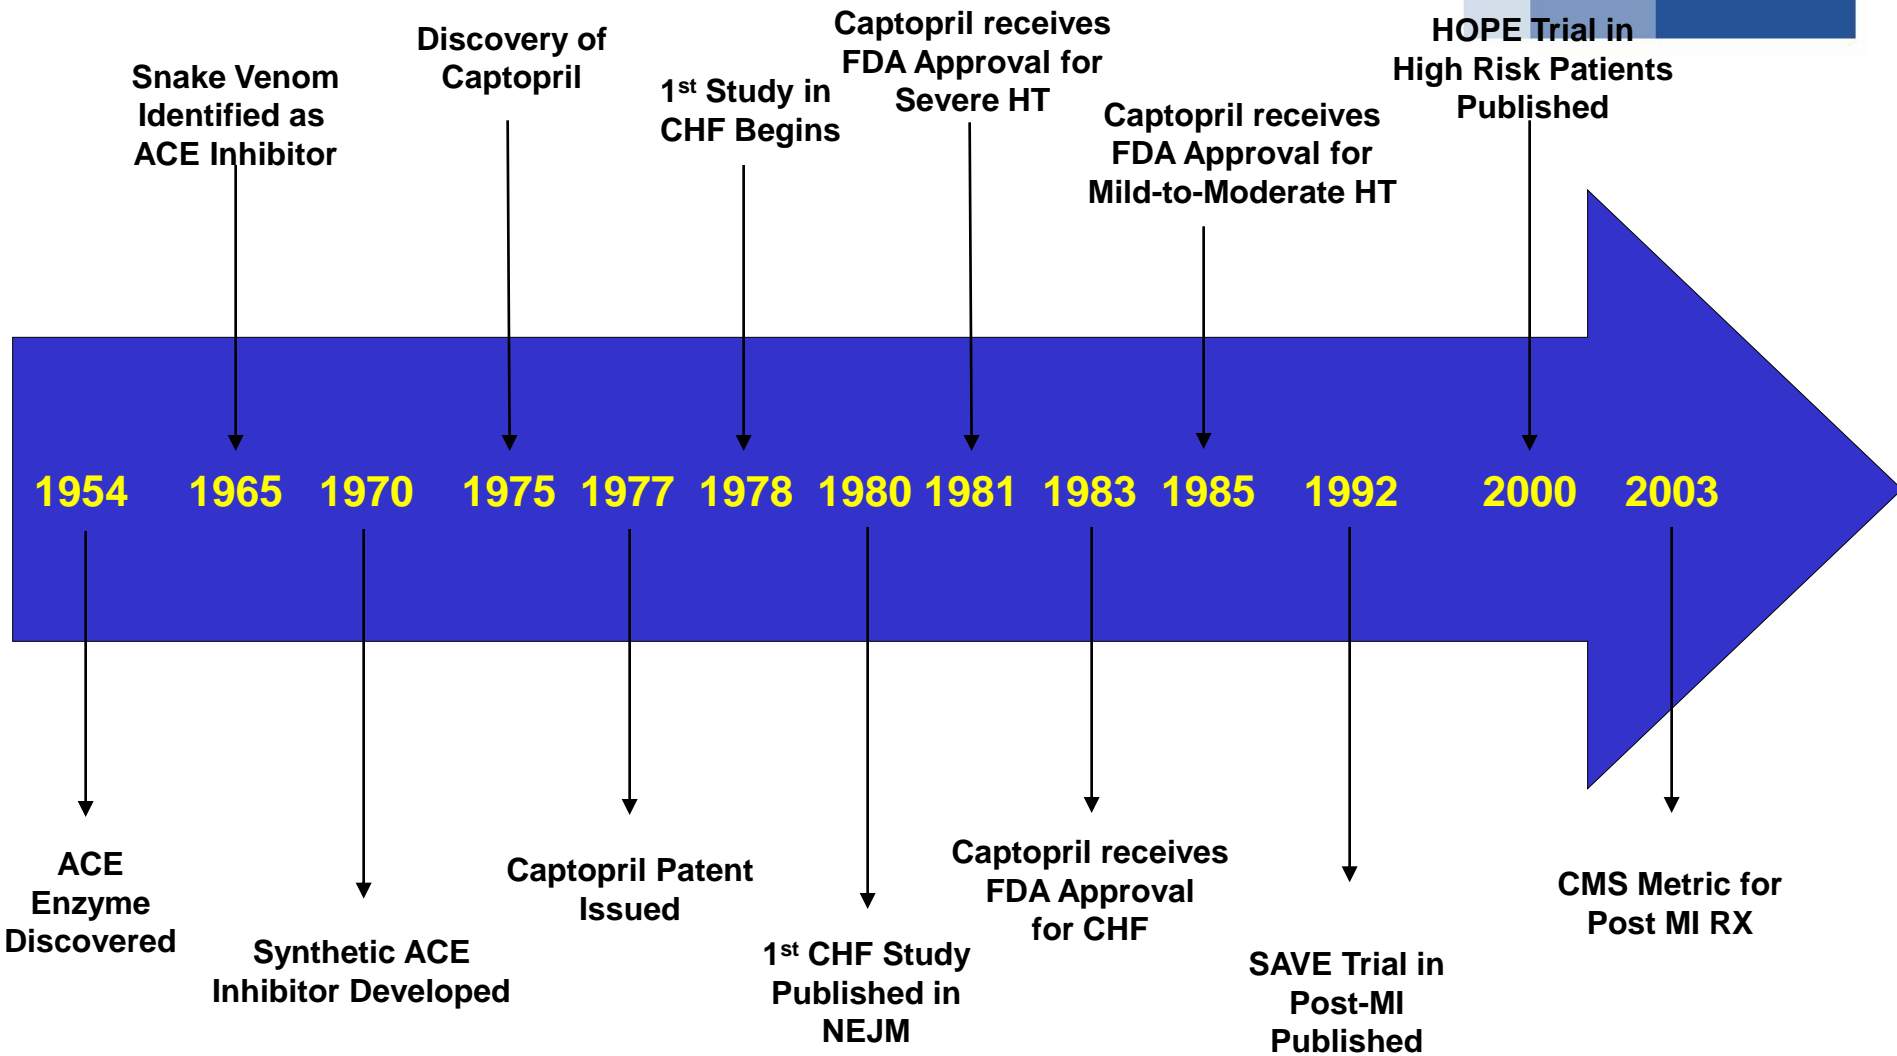 Snake Venom
Identified as
ACE Inhibitor
Discovery of
Captopril
1st Study in
CHF Begins
Captopril receives
FDA Approval for
Severe HT
Captopril receives
FDA Approval for
Mild-to-Moderate HT
HOPE Trial in
High Risk Patients
Published
1954 1965 1970 1975 1977 1978 1980 1981 1983 1985 1992 2000 2003
ACE
Enzyme
Discovered
Synthetic ACE
Inhibitor Developed
Captopril Patent
Issued
1st CHF Study
Published in
NEJM
Captopril receives
FDA Approval
for CHF
SAVE Trial in
Post-MI
Published
CMS Metric for
Post MI RX